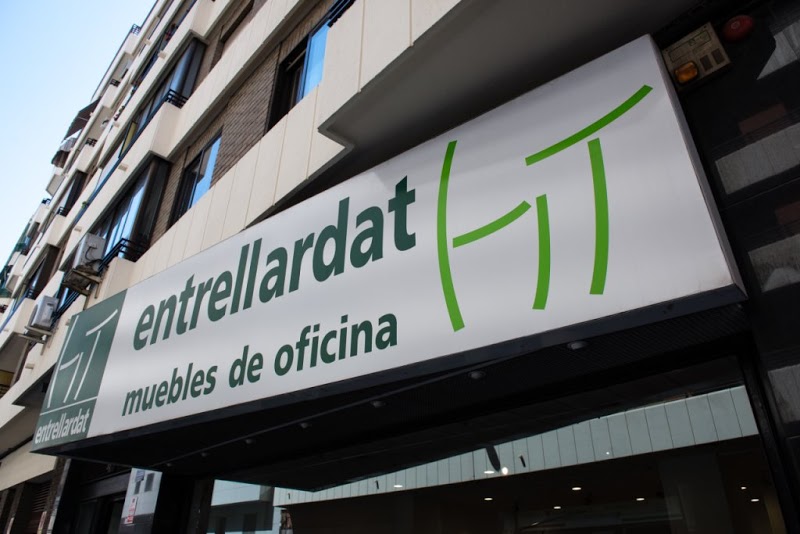 entrellardat
muebles de oficina
entrellardat